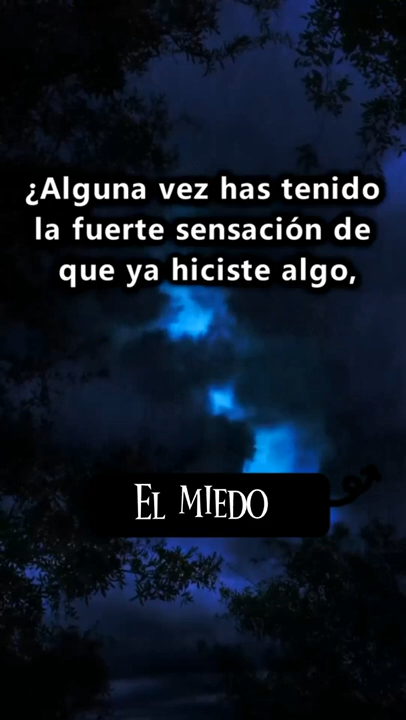 ¿Alguna vez has tenido
la fuerte sensación de
que ya hiciste algo,
El miedo